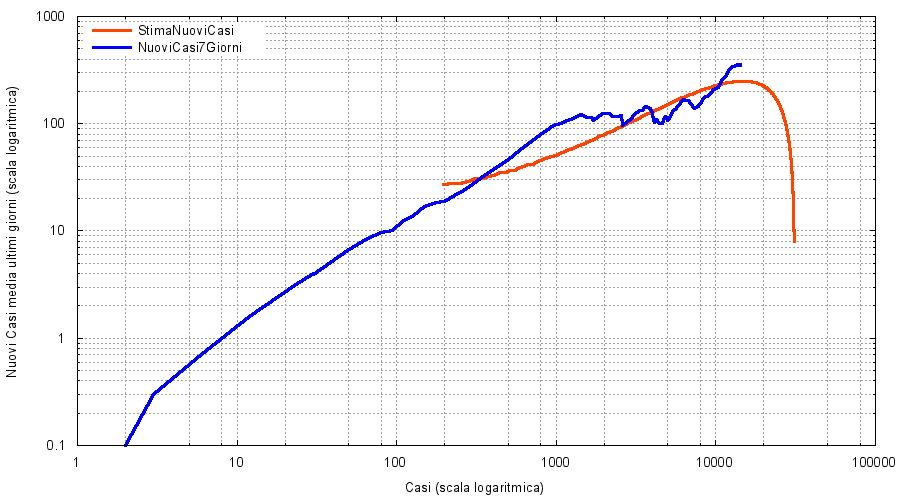 1000
StimaNuoviCasi
NuoviCasi7Giorni
100
10
1
0.1
Nuovi Casi media ultimi giorni (scala logaritmica)
1 10 100 1000 10000 100000
Casi (scala logaritmica)